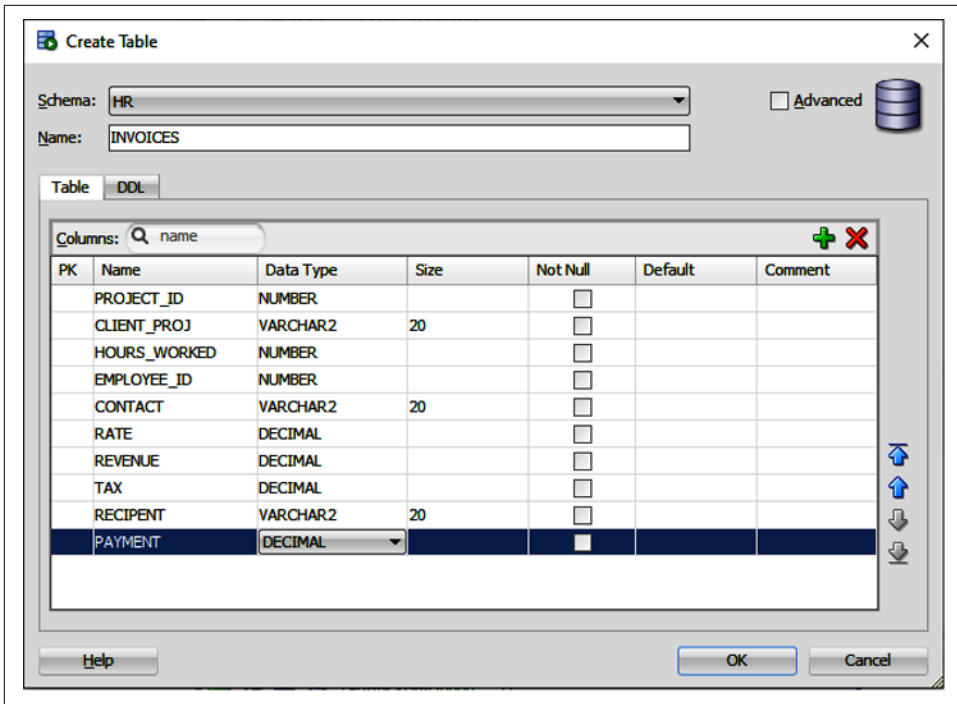 Create Table
Schema: HR Advanced
Name: INVOICES
Table DDL
Columns: name
PK Name Data Type Size Not Null Default Comment
PROJECT_ID NUMBER
CLIENT_PROJ VARCHAR2 20
HOURS_WORKED NUMBER
EMPLOYEE_ID NUMBER
CONTACT VARCHAR2 20
RATE DECIMAL
REVENUE DECIMAL
TAX DECIMAL
RECIPENT VARCHAR2 20
PAYMENT DECIMAL
Help OK Cancel